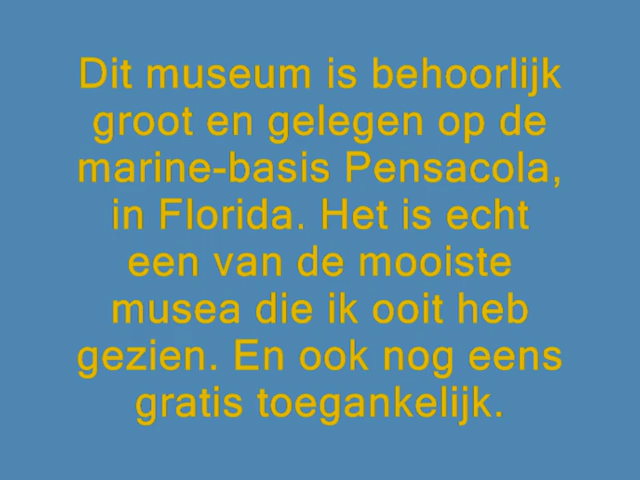 Dit museum is behoorlijk
groot en gelegen op de
marine-basis Pensacola,
in Florida. Het is echt
een van de mooiste
musea die ik ooit heb
gezien. En ook nog eens
gratis toegankelijk.